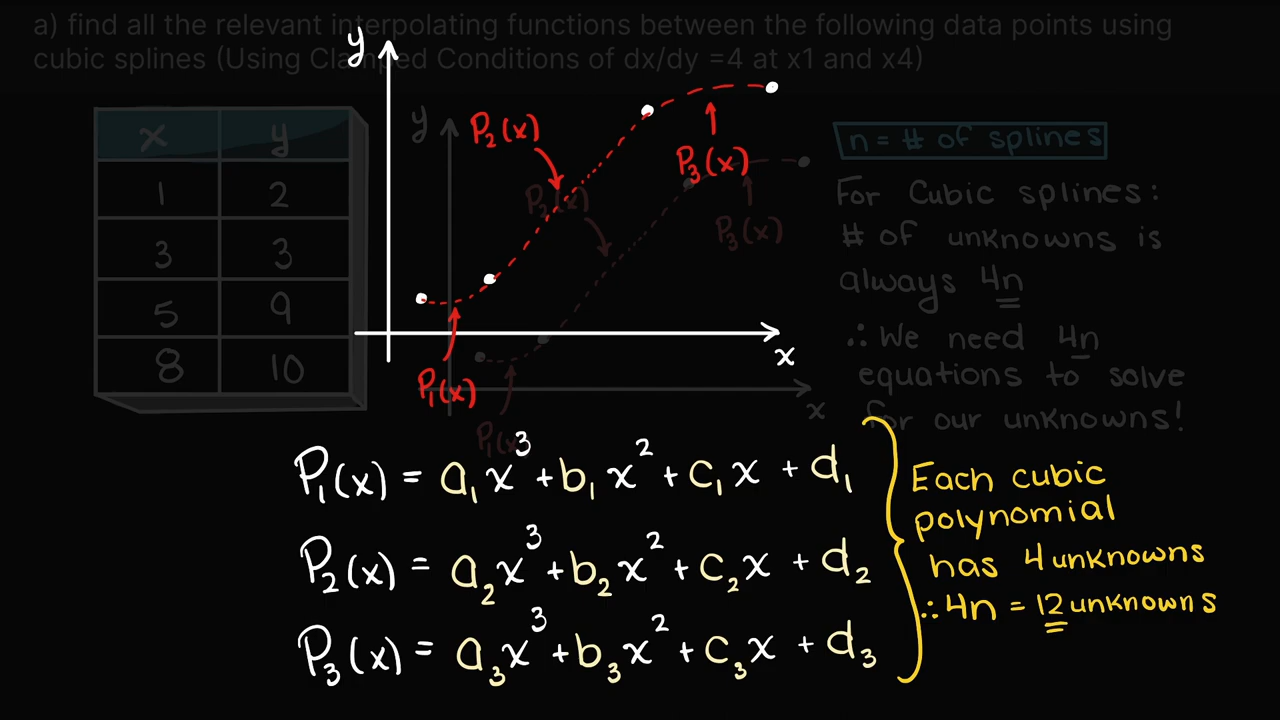 a) find all the relevant interpolating functions between the following data points using
cubic splines (Using Clamped Conditions of dx/dy =4 at x1 and x4)
x y
1 2
3 3
5 9
8 10
y
P₂(x)
P₃(x)
P₁(x)
x
y
P₂(x)
P₃(x)
P₁(x)
x
n = # of splines
For Cubic splines:
# of unknowns is
always 4n
∴ We need 4n
equations to solve
for our unknowns!
P₁(x) = a₁x³ + b₁x² + c₁x + d₁
P₂(x) = a₂x³ + b₂x² + c₂x + d₂
P₃(x) = a₃x³ + b₃x² + c₃x + d₃
Each cubic
polynomial
has 4 unknowns
∴ 4n = 12 unknowns